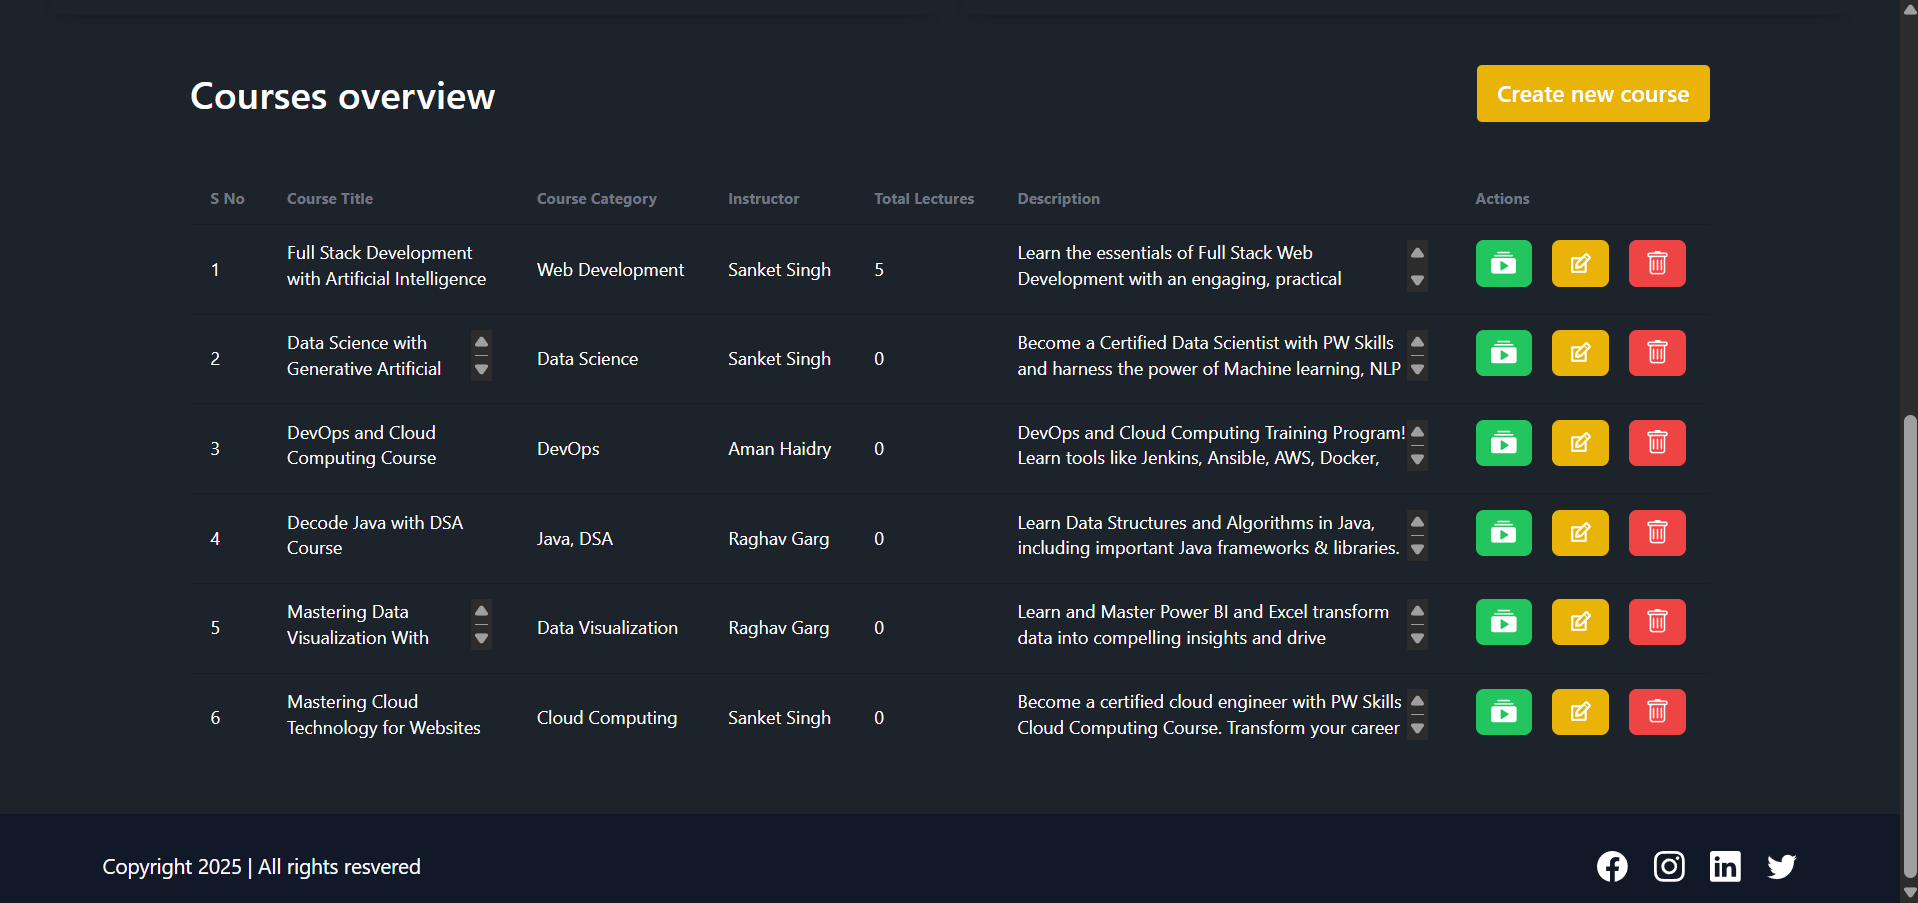 Courses overview
Create new course
S No Course Title Course Category Instructor Total Lectures Description Actions
Full Stack Development
with Artificial Intelligence
1 Web Development Sanket Singh 5
Learn the essentials of Full Stack Web
Development with an engaging, practical
Data Science with
Generative Artificial
2 Data Science Sanket Singh 0
Become a Certified Data Scientist with PW Skills
and harness the power of Machine learning, NLP
DevOps and Cloud
Computing Course
3 DevOps Aman Haidry 0
DevOps and Cloud Computing Training Program!
Learn tools like Jenkins, Ansible, AWS, Docker,
Decode Java with DSA
Course
4 Java, DSA Raghav Garg 0
Learn Data Structures and Algorithms in Java,
including important Java frameworks & libraries.
Mastering Data
Visualization With
5 Data Visualization Raghav Garg 0
Learn and Master Power BI and Excel transform
data into compelling insights and drive
Mastering Cloud
Technology for Websites
6 Cloud Computing Sanket Singh 0
Become a certified cloud engineer with PW Skills
Cloud Computing Course. Transform your career
Copyright 2025 | All rights resvered